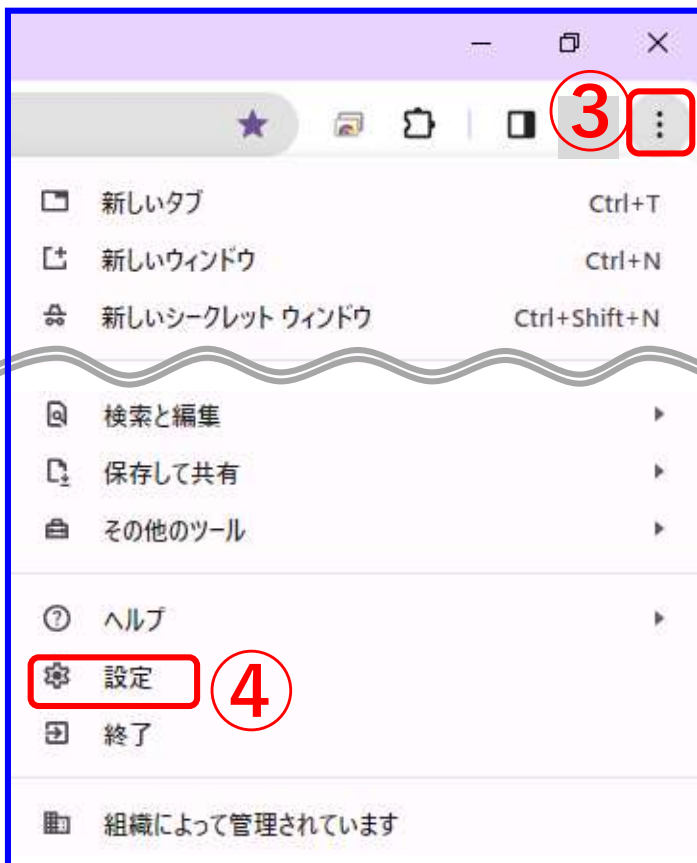 ③
新しいタブ Ctrl+T
新しいウィンドウ Ctrl+N
新しいシークレット ウィンドウ Ctrl+Shift+N
検索と編集
保存して共有
その他のツール
ヘルプ
設定 ④
終了
組織によって管理されています